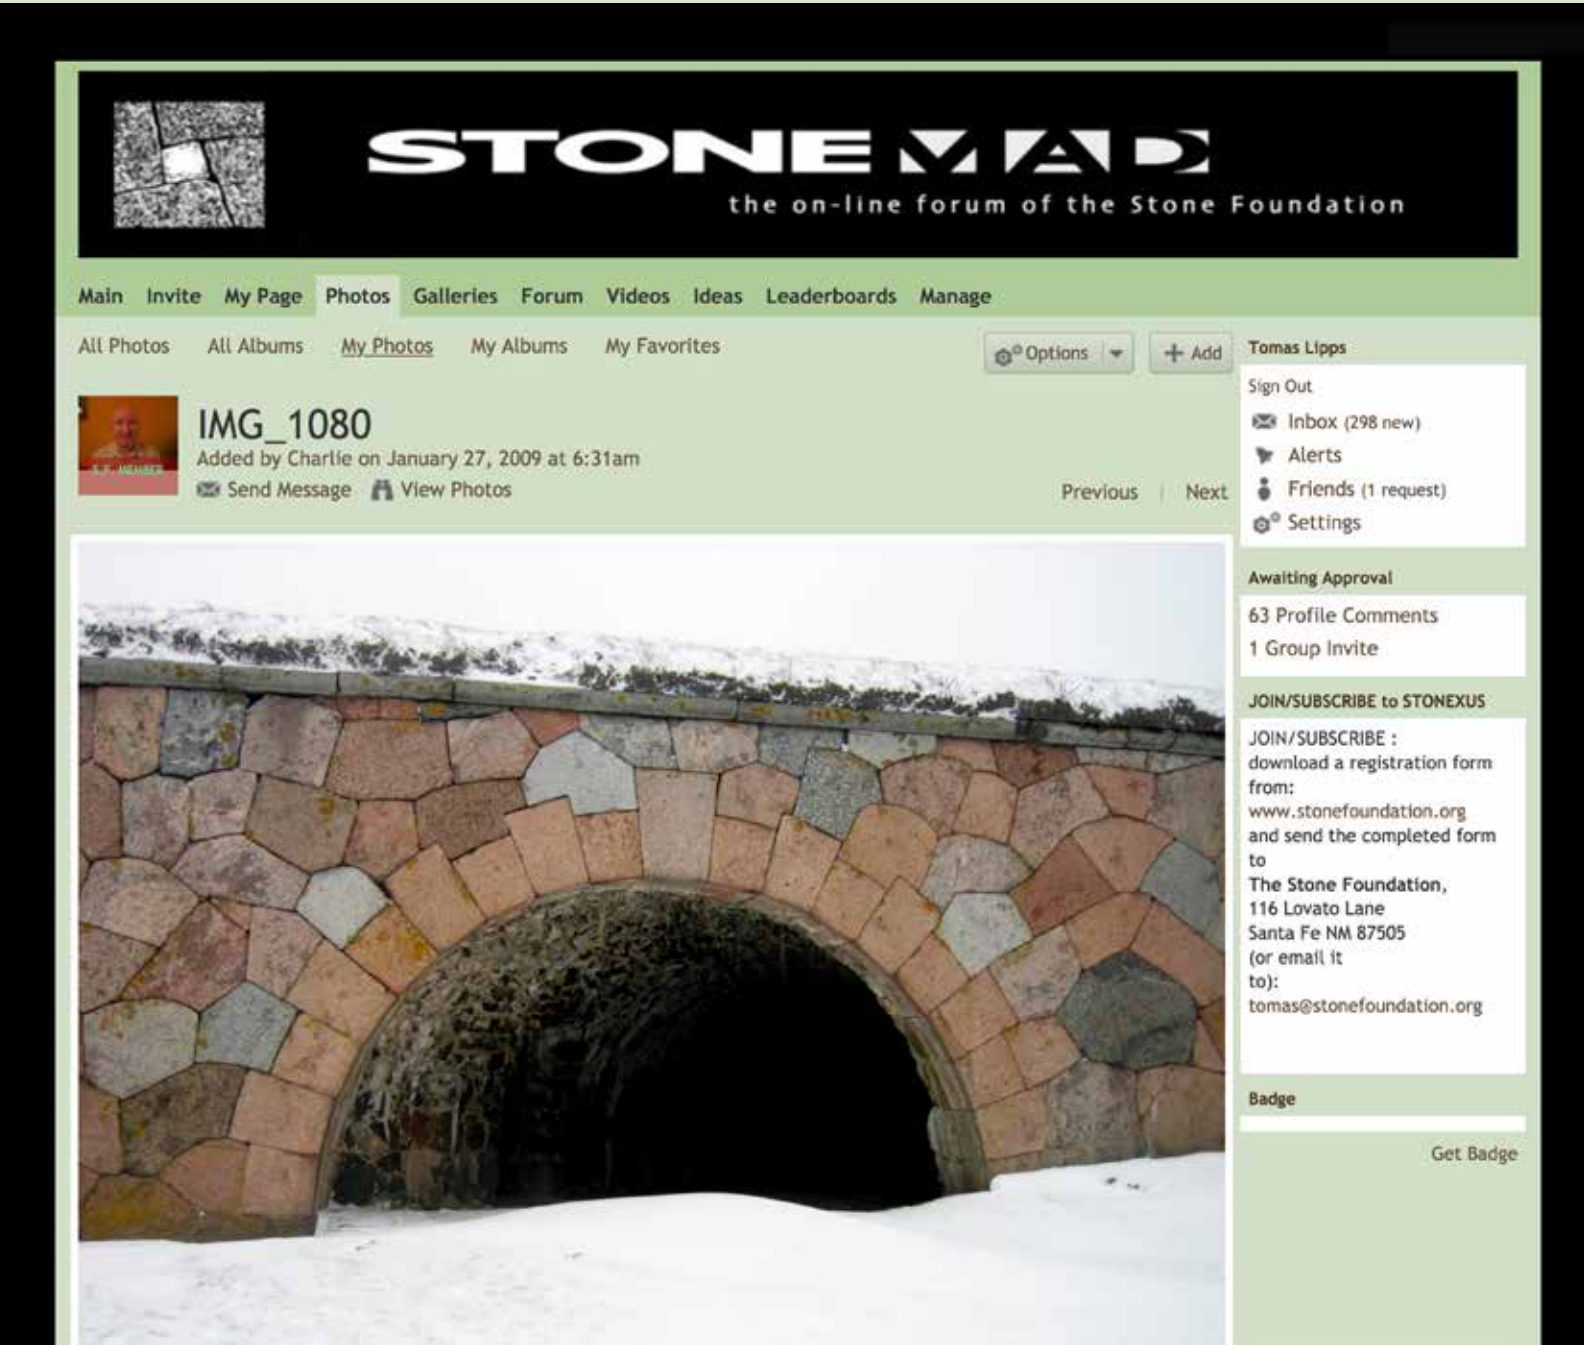 STONEMAD
the on-line forum of the Stone Foundation
Main Invite My Page Photos Galleries Forum Videos Ideas Leaderboards Manage
All Photos All Albums My Photos My Albums My Favorites
Options + Add
IMG_1080
Added by Charlie on January 27, 2009 at 6:31am
Send Message View Photos
Previous | Next
S.F. MEMBER
Tomas Lipps
Sign Out
Inbox (298 new)
Alerts
Friends (1 request)
Settings
Awaiting Approval
63 Profile Comments
1 Group Invite
JOIN/SUBSCRIBE to STONEXUS
JOIN/SUBSCRIBE :
download a registration form
from:
www.stonefoundation.org
and send the completed form
to
The Stone Foundation,
116 Lovato Lane
Santa Fe NM 87505
(or email it
to):
tomas@stonefoundation.org
Badge
Get Badge